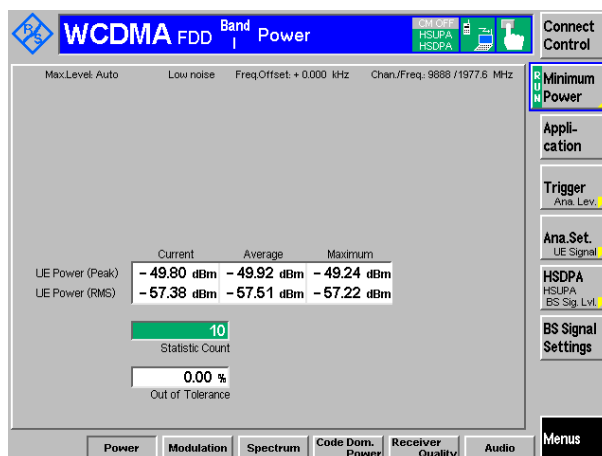 R&S
WCDMA FDD Band I Power
CM OFF
HSUPA
HSDPA
Connect
Control
Max.Level: Auto Low noise Freq.Offset: + 0.000 kHz Chan./Freq.: 9888 / 1977.6 MHz
RUN
Minimum
Power
Appli-
cation
Trigger
Ana. Lev.
Ana.Set.
UE Signal
Current Average Maximum
UE Power (Peak) – 49.80 dBm – 49.92 dBm – 49.24 dBm
UE Power (RMS) – 57.38 dBm – 57.51 dBm – 57.22 dBm
HSDPA
HSUPA
BS Sig. Lvl.
10
Statistic Count
BS Signal
Settings
0.00 %
Out of Tolerance
Power Modulation Spectrum Code Dom. Power Receiver Quality Audio
Menus